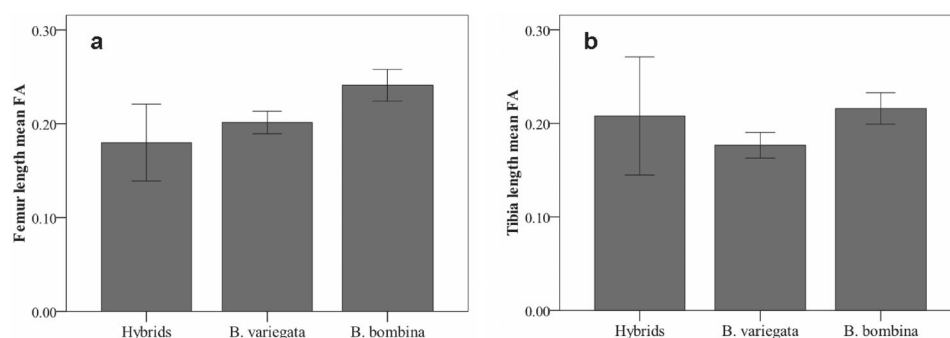 a
Femur length mean FA
0.30
0.20
0.10
0.00
Hybrids B. variegata B. bombina
b
Tibia length mean FA
0.30
0.20
0.10
0.00
Hybrids B. variegata B. bombina